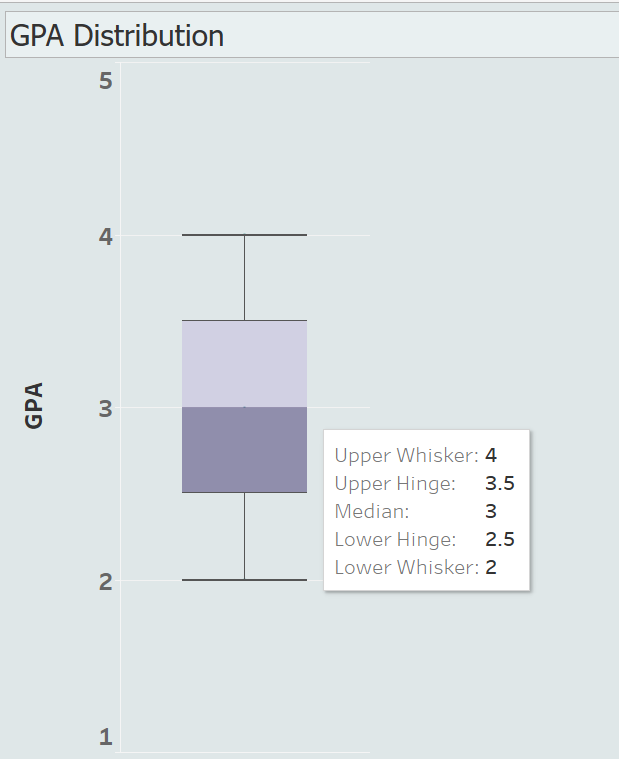 GPA Distribution
5
4
3
2
1
GPA
Upper Whisker: 4
Upper Hinge: 3.5
Median: 3
Lower Hinge: 2.5
Lower Whisker: 2